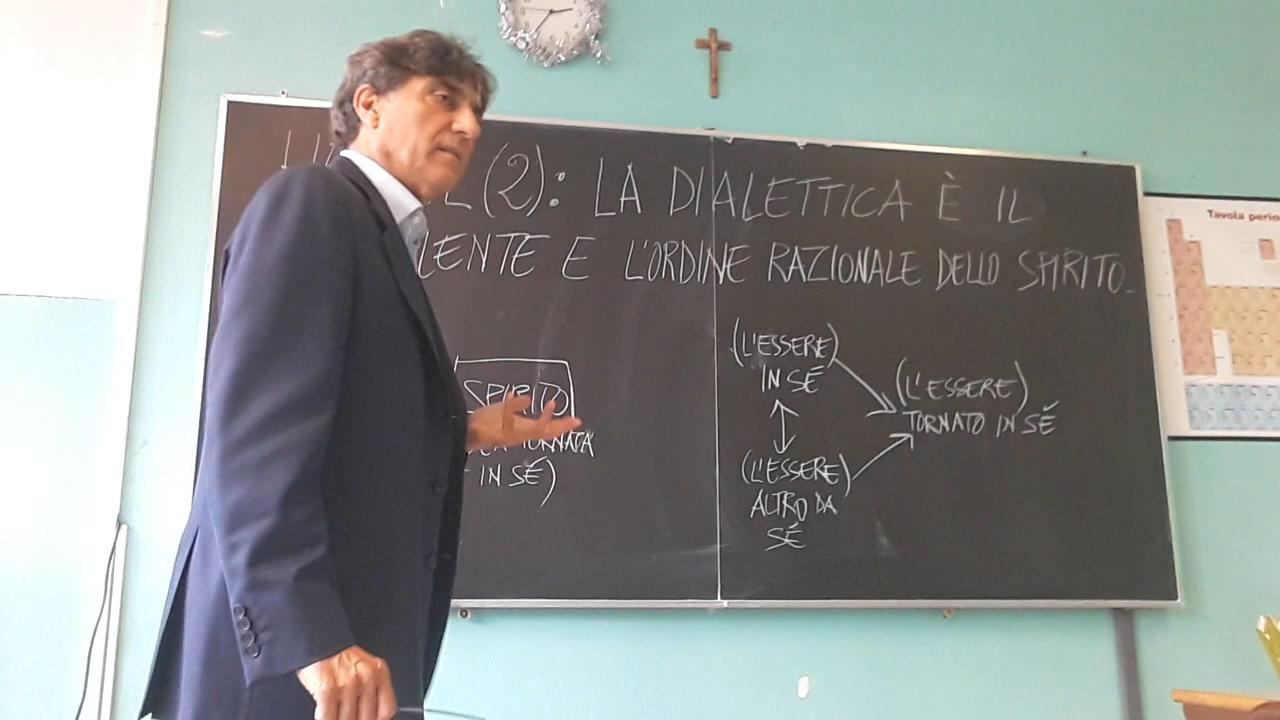 L (2): LA DIALETTICA È IL
LENTE E L'ORDINE RAZIONALE DELLO SPIRITO.
SPIRITO
TORNATA
IN SÉ)
(L'ESSERE)
IN SÉ
(L'ESSERE)
ALTRO DA
SÉ
(L'ESSERE)
TORNATO IN SÉ
Tavola perio